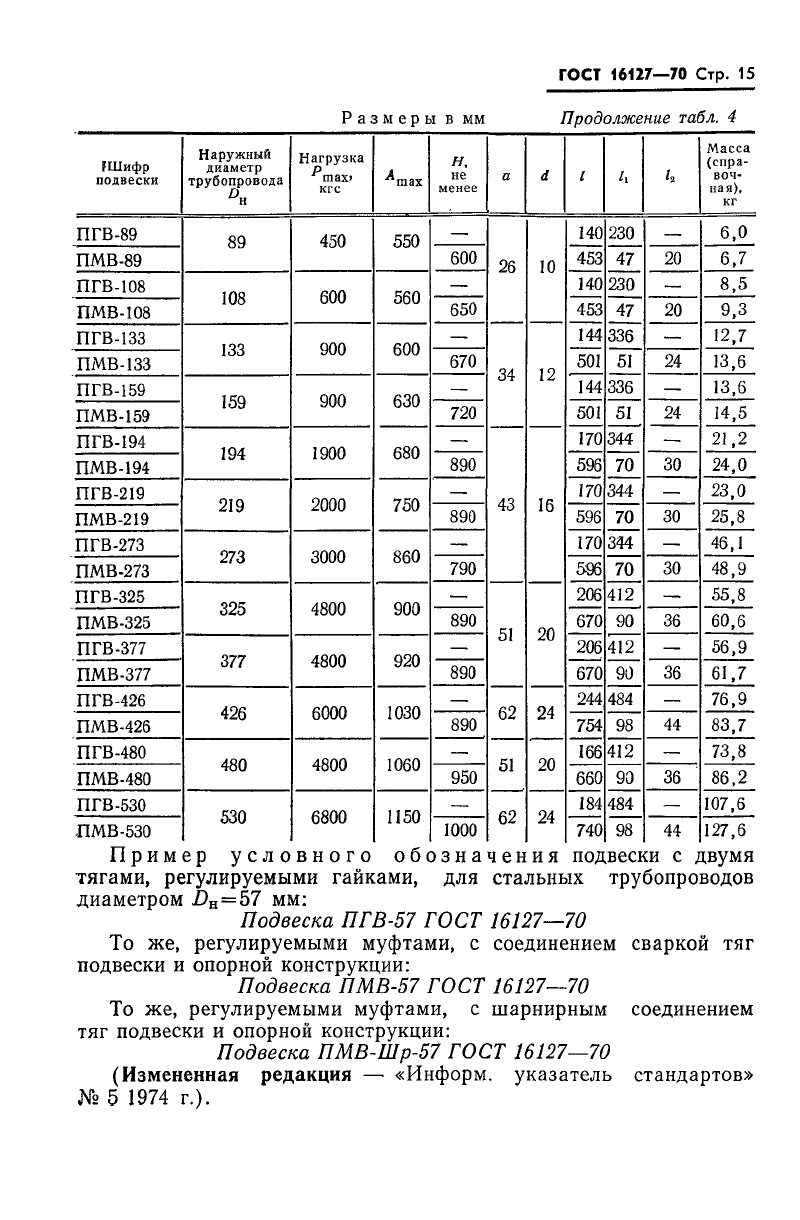 ГОСТ 16127—70 Стр. 15
Размеры в мм Продолжение табл. 4
Шифр подвески | Наружный диаметр трубопровода Dн | Нагрузка Pmax, кгс | Amax | H, не менее | a | d | l | l₁ | l₂ | Масса (спра-воч-ная), кг
ПГВ-89 | 89 | 450 | 550 | — | 26 | 10 | 140 | 230 | — | 6,0
ПМВ-89 | 600 | 453 | 47 | 20 | 6,7
ПГВ-108 | 108 | 600 | 560 | — | 140 | 230 | — | 8,5
ПМВ-108 | 650 | 453 | 47 | 20 | 9,3
ПГВ-133 | 133 | 900 | 600 | — | 34 | 12 | 144 | 336 | — | 12,7
ПМВ-133 | 670 | 501 | 51 | 24 | 13,6
ПГВ-159 | 159 | 900 | 630 | — | 144 | 336 | — | 13,6
ПМВ-159 | 720 | 501 | 51 | 24 | 14,5
ПГВ-194 | 194 | 1900 | 680 | — | 43 | 16 | 170 | 344 | — | 21,2
ПМВ-194 | 890 | 596 | 70 | 30 | 24,0
ПГВ-219 | 219 | 2000 | 750 | — | 170 | 344 | — | 23,0
ПМВ-219 | 890 | 596 | 70 | 30 | 25,8
ПГВ-273 | 273 | 3000 | 860 | — | 170 | 344 | — | 46,1
ПМВ-273 | 790 | 596 | 70 | 30 | 48,9
ПГВ-325 | 325 | 4800 | 900 | — | 51 | 20 | 206 | 412 | — | 55,8
ПМВ-325 | 890 | 670 | 90 | 36 | 60,6
ПГВ-377 | 377 | 4800 | 920 | — | 206 | 412 | — | 56,9
ПМВ-377 | 890 | 670 | 90 | 36 | 61,7
ПГВ-426 | 426 | 6000 | 1030 | — | 62 | 24 | 244 | 484 | — | 76,9
ПМВ-426 | 890 | 754 | 98 | 44 | 83,7
ПГВ-480 | 480 | 4800 | 1060 | — | 51 | 20 | 166 | 412 | — | 73,8
ПМВ-480 | 950 | 660 | 90 | 36 | 86,2
ПГВ-530 | 530 | 6800 | 1150 | — | 62 | 24 | 184 | 484 | — | 107,6
ПМВ-530 | 1000 | 740 | 98 | 44 | 127,6
Пример условного обозначения подвески с двумя
тягами, регулируемыми гайками, для стальных трубопроводов
диаметром Dн=57 мм:
Подвеска ПГВ-57 ГОСТ 16127—70
То же, регулируемыми муфтами, с соединением сваркой тяг
подвески и опорной конструкции:
Подвеска ПМВ-57 ГОСТ 16127—70
То же, регулируемыми муфтами, с шарнирным соединением
тяг подвески и опорной конструкции:
Подвеска ПМВ-Шр-57 ГОСТ 16127—70
(Измененная редакция — «Информ. указатель стандартов»
№ 5 1974 г.).